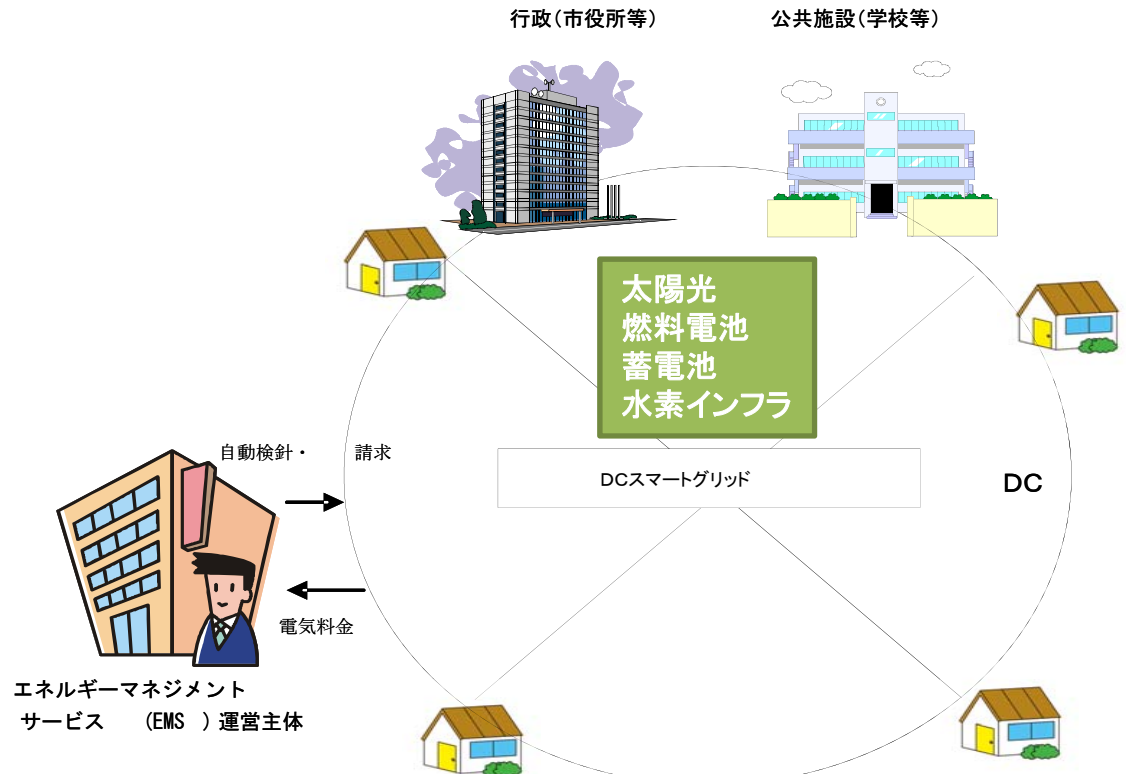 行政（市役所等）
公共施設（学校等）
太陽光
燃料電池
蓄電池
水素インフラ
自動検針・ 請求
DCスマートグリッド
DC
電気料金
エネルギーマネジメント
サービス (EMS )運営主体